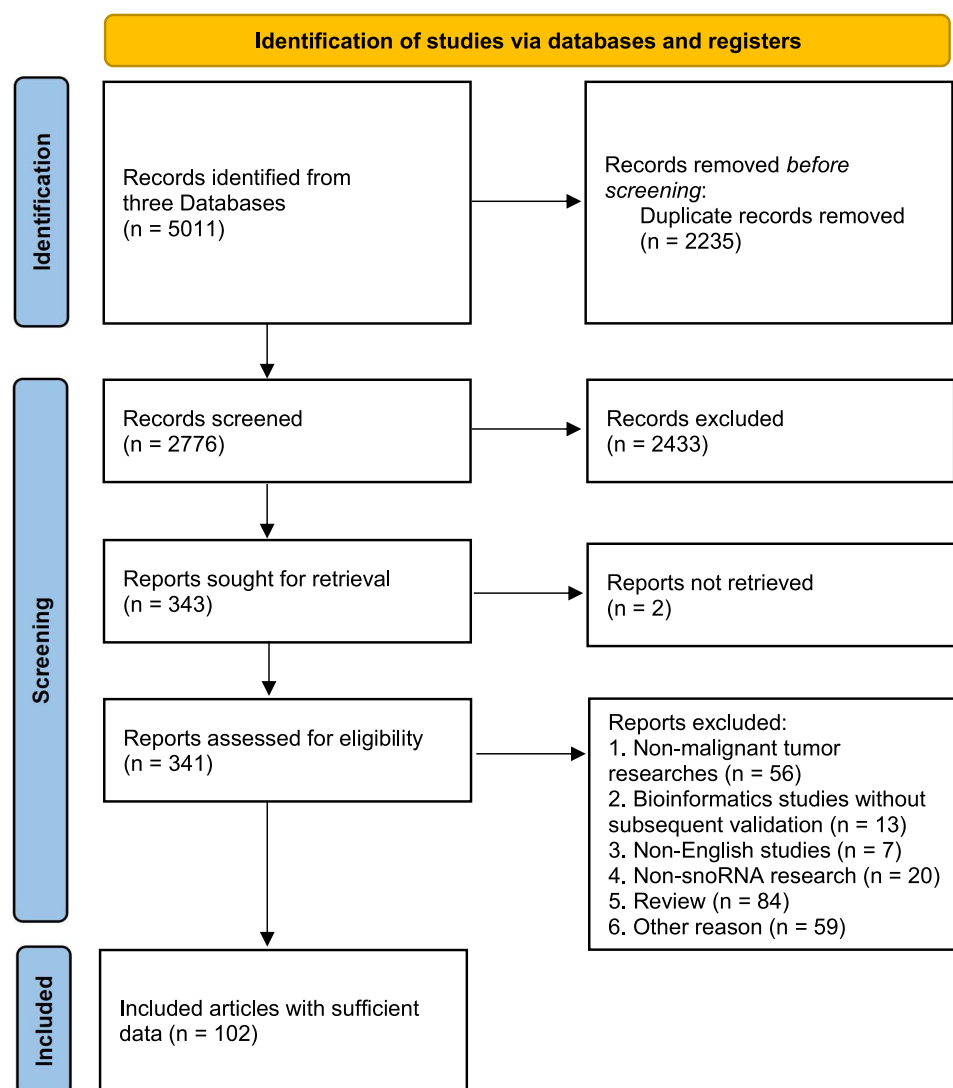 Identification of studies via databases and registers
Identification
Records identified from
three Databases
(n = 5011)
Records removed before
screening:
Duplicate records removed
(n = 2235)
Screening
Records screened
(n = 2776)
Records excluded
(n = 2433)
Reports sought for retrieval
(n = 343)
Reports not retrieved
(n = 2)
Reports assessed for eligibility
(n = 341)
Reports excluded:
1. Non-malignant tumor
researches (n = 56)
2. Bioinformatics studies without
subsequent validation (n = 13)
3. Non-English studies (n = 7)
4. Non-snoRNA research (n = 20)
5. Review (n = 84)
6. Other reason (n = 59)
Included
Included articles with sufficient
data (n = 102)